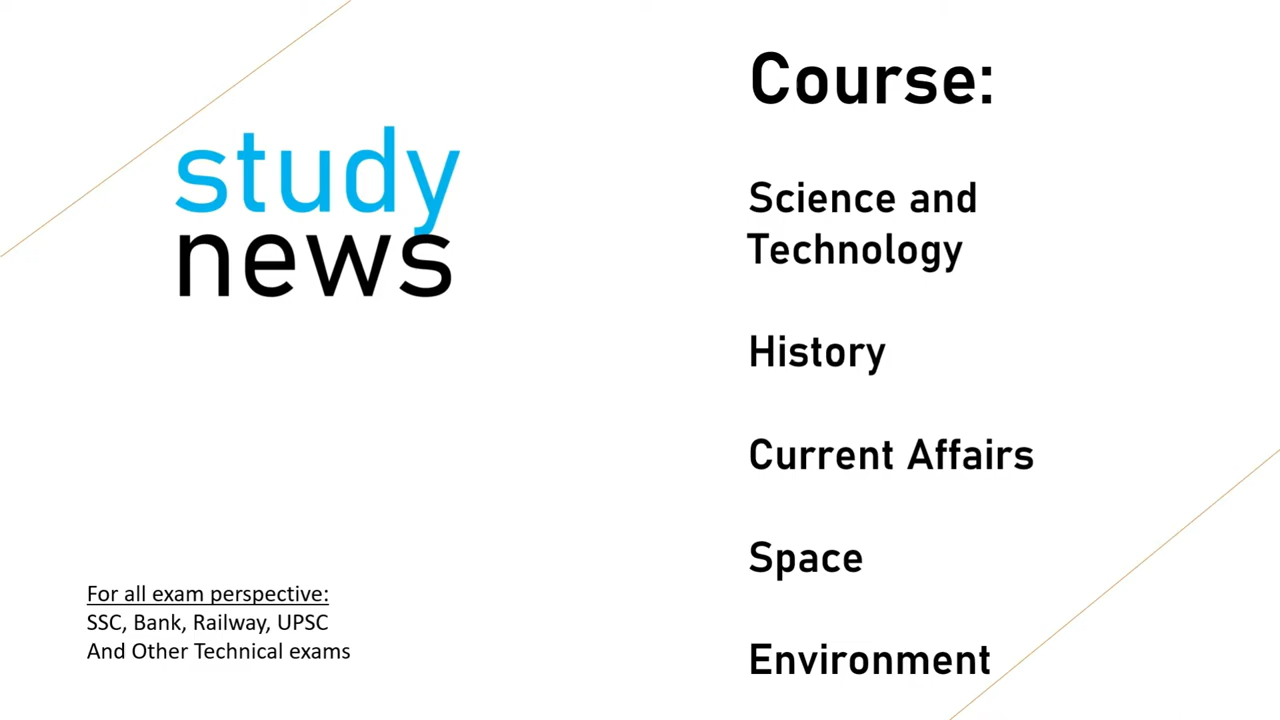 study
news
For all exam perspective:
SSC, Bank, Railway, UPSC
And Other Technical exams
Course:
Science and
Technology
History
Current Affairs
Space
Environment